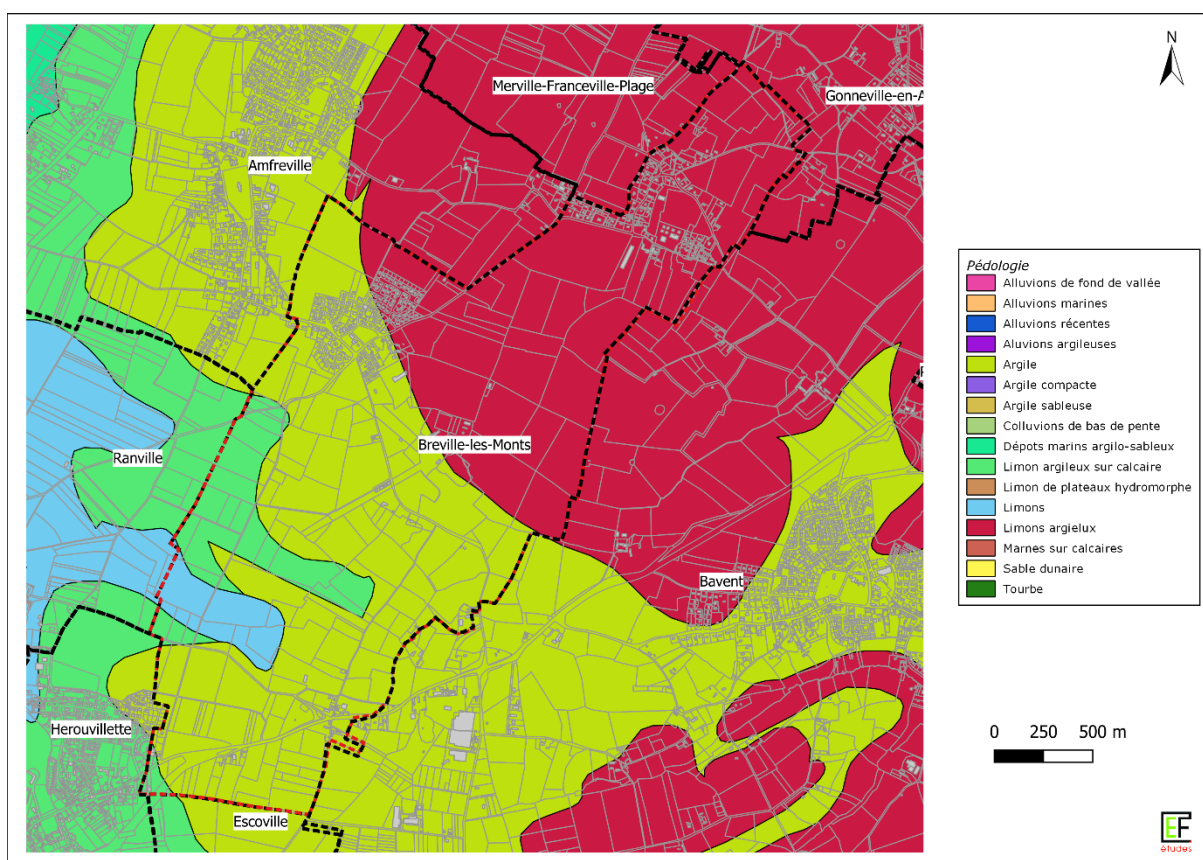 N
Merville-Franceville-Plage
Gonneville-en-A
Amfreville
Breville-les-Monts
Ranville
Bavent
Herouvillette
Escoville
Pédologie
Alluvions de fond de vallée
Alluvions marines
Alluvions récentes
Aluvions argileuses
Argile
Argile compacte
Argile sableuse
Colluvions de bas de pente
Dépots marins argilo-sableux
Limon argileux sur calcaire
Limon de plateaux hydromorphe
Limons
Limons argielux
Marnes sur calcaires
Sable dunaire
Tourbe
0 250 500 m
EF
études